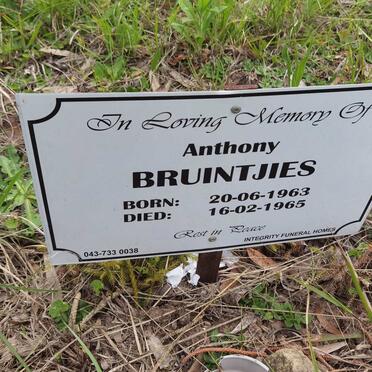 In Loving Memory Of
Anthony
BRUINTJIES
BORN: 20-06-1963
DIED: 16-02-1965
Rest in Peace
043-733 0038 INTEGRITY FUNERAL HOMES